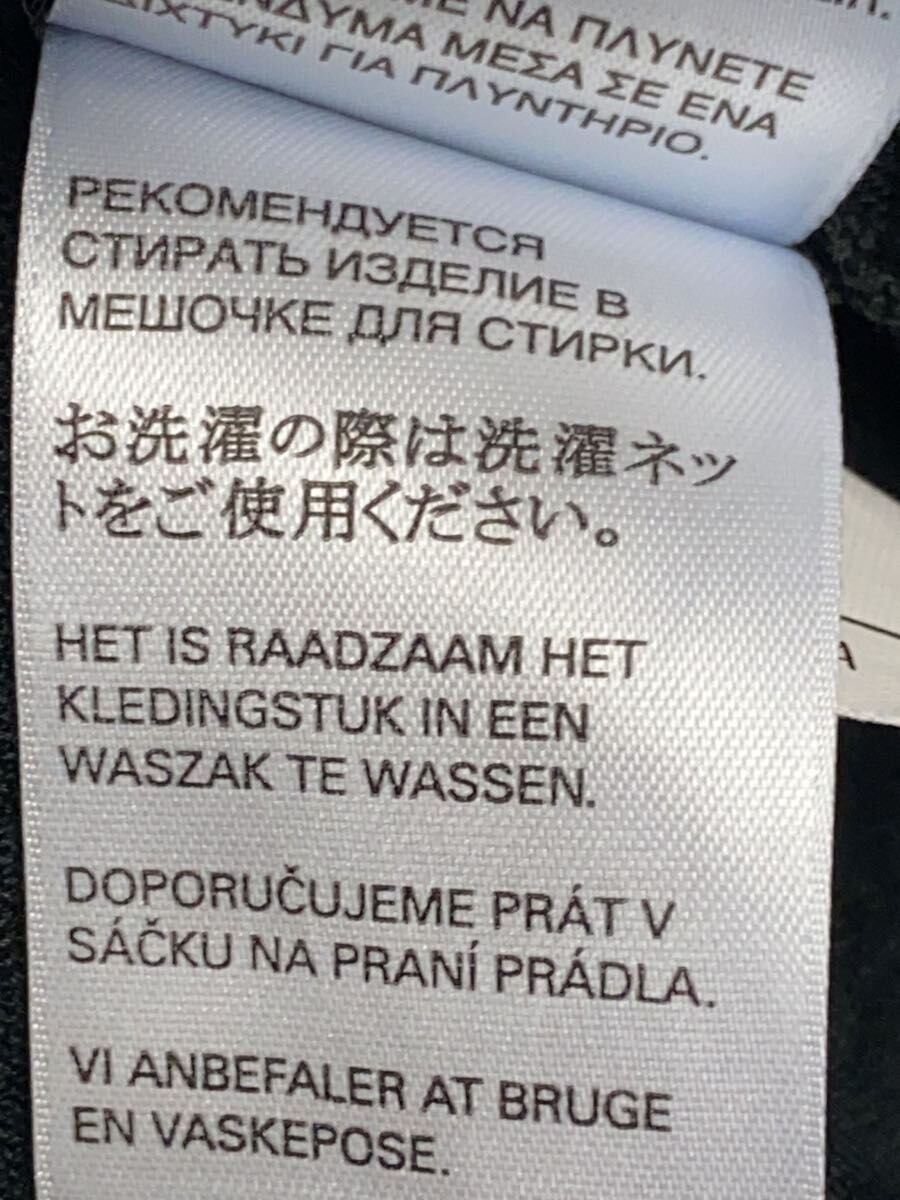 ΝΑ ΠΛΥΝΕΤΕ
ΜΕΣΑ ΣΕ ΕΝΑ
ΓΙΑ ΠΛΥΝΤΗΡΙΟ.
РЕКОМЕНДУЕТСЯ
СТИРАТЬ ИЗДЕЛИЕ В
МЕШОЧКЕ ДЛЯ СТИРКИ.
お洗濯の際は洗濯ネッ
トをご使用ください。
HET IS RAADZAAM HET
KLEDINGSTUK IN EEN
WASZAK TE WASSEN.
DOPORUČUJEME PRÁT V
SÁČKU NA PRANÍ PRÁDLA.
VI ANBEFALER AT BRUGE
EN VASKEPOSE.